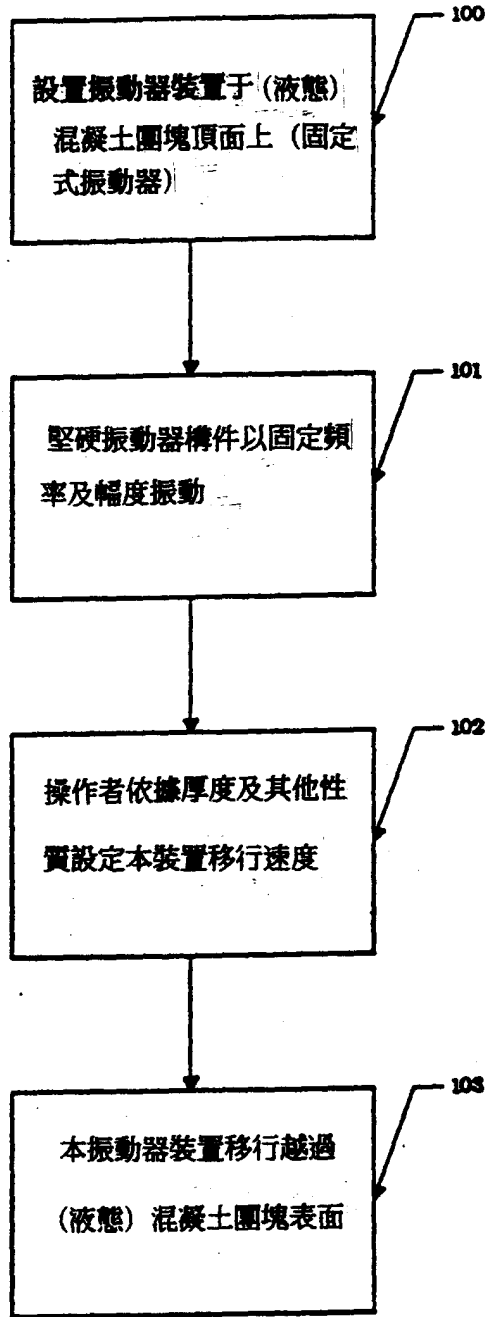 100
設置振動器裝置于(液態)
混凝土團塊頂面上(固定
式振動器)
101
堅硬振動器構件以固定頻
率及幅度振動
102
操作者依據厚度及其他性
質設定本裝置移行速度
103
本振動器裝置移行越過
(液態)混凝土團塊表面